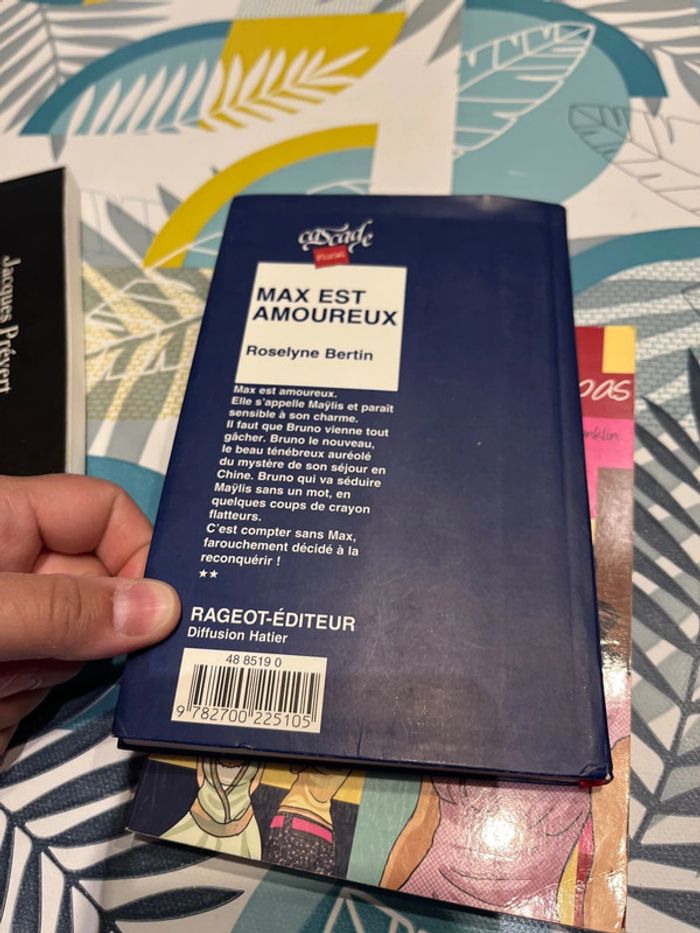 Jacques Prévert
cascade
Pluriel
MAX EST
AMOUREUX
Roselyne Bertin
Max est amoureux.
Elle s'appelle Maÿlis et paraît
sensible à son charme.
Il faut que Bruno vienne tout
gâcher. Bruno le nouveau,
le beau ténébreux auréolé
du mystère de son séjour en
Chine. Bruno qui va séduire
Maÿlis sans un mot, en
quelques coups de crayon
flatteurs.
C'est compter sans Max,
farouchement décidé à la
reconquérir !
★★
RAGEOT-ÉDITEUR
Diffusion Hatier
48 8519 0
9 782700 225105
pas